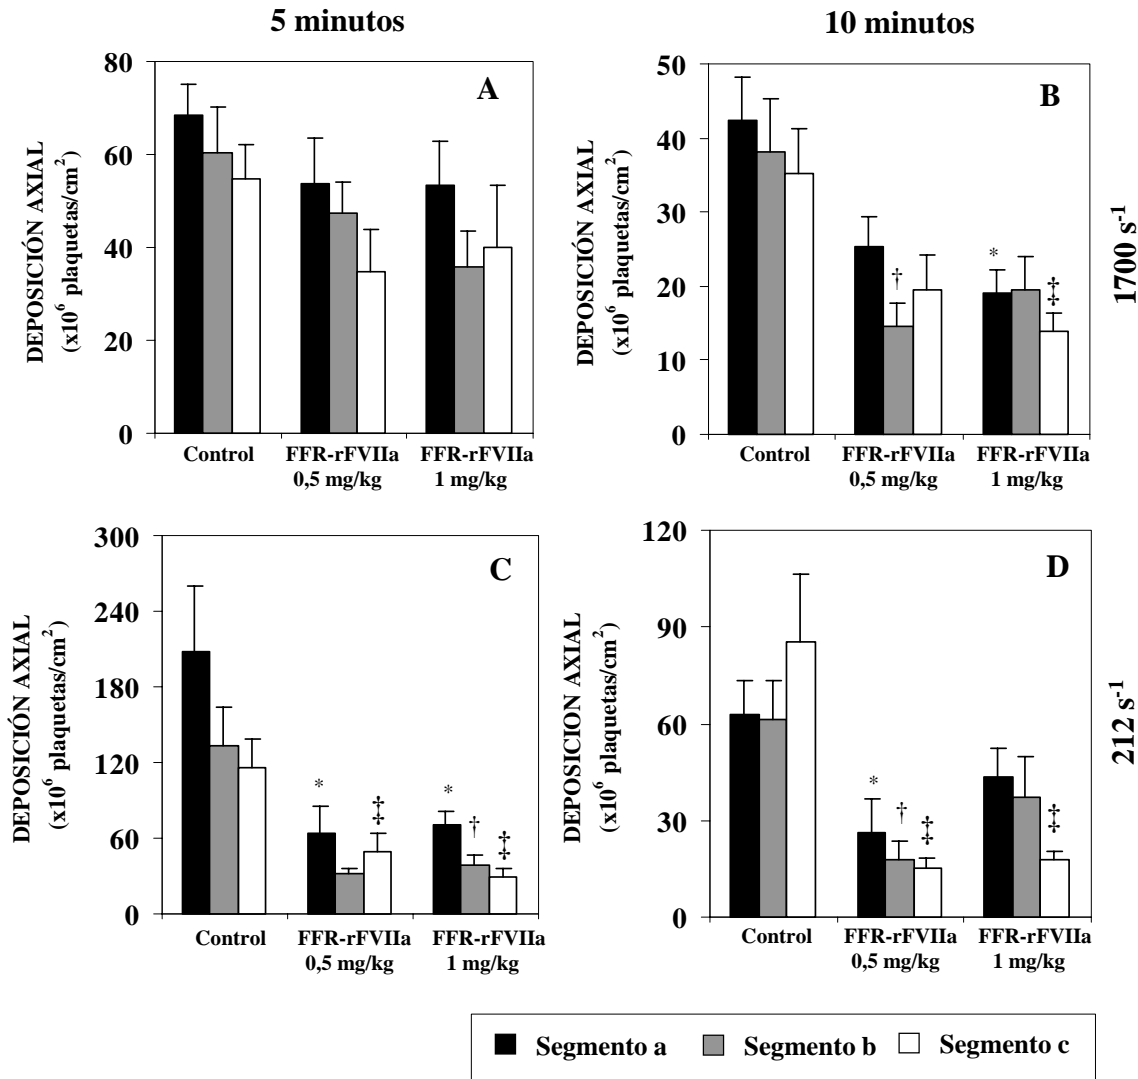 5 minutos
10 minutos
A
DEPOSICIÓN AXIAL
(x10⁶ plaquetas/cm²)
80
60
40
20
0
Control
FFR-rFVIIa
0,5 mg/kg
FFR-rFVIIa
1 mg/kg
B
DEPOSICIÓN AXIAL
(x10⁶ plaquetas/cm²)
50
40
30
20
10
0
†
*
‡
Control
FFR-rFVIIa
0,5 mg/kg
FFR-rFVIIa
1 mg/kg
1700 s⁻¹
C
DEPOSICIÓN AXIAL
(x10⁶ plaquetas/cm²)
300
240
180
120
60
0
*
‡
*
†
‡
Control
FFR-rFVIIa
0,5 mg/kg
FFR-rFVIIa
1 mg/kg
D
DEPOSICION AXIAL
(x10⁶ plaquetas/cm²)
120
90
60
30
0
*
†
‡
‡
Control
FFR-rFVIIa
0,5 mg/kg
FFR-rFVIIa
1 mg/kg
212 s⁻¹
Segmento a Segmento b Segmento c